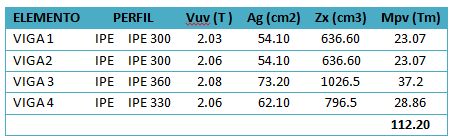 ELEMENTO PERFIL Vuv (T ) Ag (cm2) Zx (cm3) Mpv (Tm)
VIGA 1 IPE IPE 300 2.03 54.10 636.60 23.07
VIGA2 IPE IPE 300 2.06 54.10 636.60 23.07
VIGA 3 IPE IPE 360 2.08 73.20 1026.5 37.2
VIGA 4 IPE IPE 330 2.06 62.10 796.5 28.86
112.20